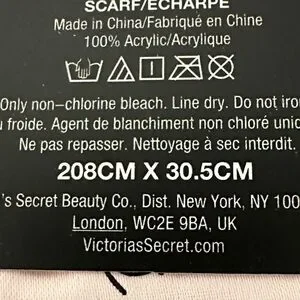 SCARF/ÉCHARPE
Made in China/Fabriqué en Chine
100% Acrylic/Acrylique
Only non-chlorine bleach. Line dry. Do not iron
au froide. Agent de blanchiment non chloré
Ne pas repasser. Nettoyage à sec interdit.
208CM X 30.5CM
's Secret Beauty Co., Dist. New York, NY 100
London, WC2E 9BA, UK
VictoriasSecret.com